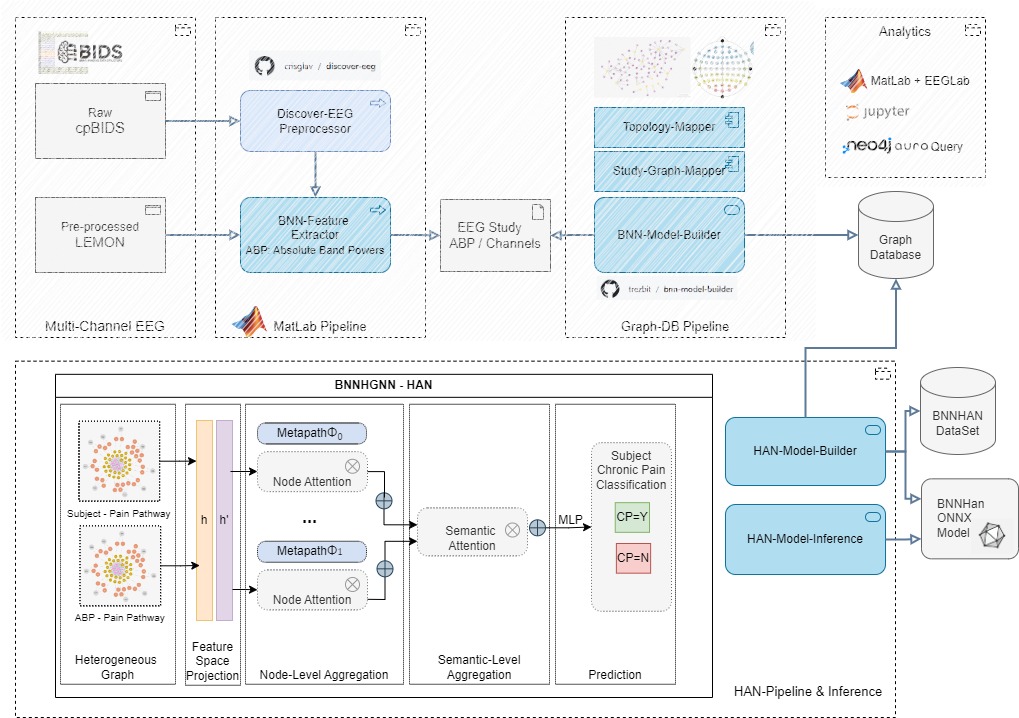 BIDS
Raw
cpBIDS
Pre-processed
LEMON
Multi-Channel EEG
/ discover-eeg
Discover-EEG
Preprocessor
BNN-Feature
Extractor
ABP: Absolute Band Powers
MatLab Pipeline
EEG Study
ABP / Channels
Topology-Mapper
Study-Graph-Mapper
BNN-Model-Builder
trezbit / bnn-model-builder
Graph-DB Pipeline
Analytics
MatLab + EEGLab
jupyter
neo4j aura Query
Graph
Database
BNNHGNN - HAN
Subject - Pain Pathway
ABP - Pain Pathway
Heterogeneous
Graph
h h'
Feature
Space
Projection
MetapathΦ0
Node Attention
...
MetapathΦ1
Node Attention
Node-Level Aggregation
Semantic
Attention
Semantic-Level
Aggregation
MLP
Subject
Chronic Pain
Classification
CP=Y
CP=N
Prediction
HAN-Model-Builder
HAN-Model-Inference
BNNHAN
DataSet
BNNHan
ONNX
Model
HAN-Pipeline & Inference